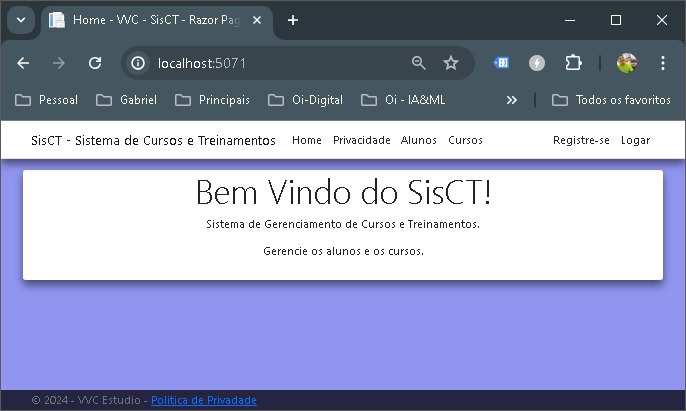 Home - VVC - SisCT - Razor Pag
localhost:5071
Pessoal Gabriel Principais Oi-Digital Oi - IA&ML » Todos os favoritos
SisCT - Sistema de Cursos e Treinamentos Home Privacidade Alunos Cursos Registre-se Logar
Bem Vindo do SisCT!
Sistema de Gerenciamento de Cursos e Treinamentos.
Gerencie os alunos e os cursos.
© 2024 - VVC Estudio - Politica de Privadade